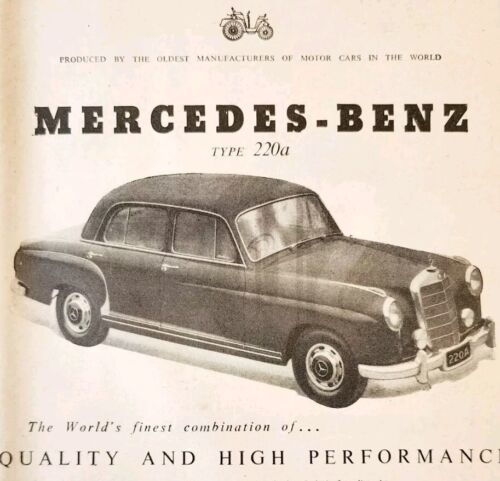 PRODUCED BY THE OLDEST MANUFACTURERS OF MOTOR CARS IN THE WORLD
MERCEDES-BENZ
TYPE 220a
220A
The World's finest combination of...
QUALITY AND HIGH PERFORMANC